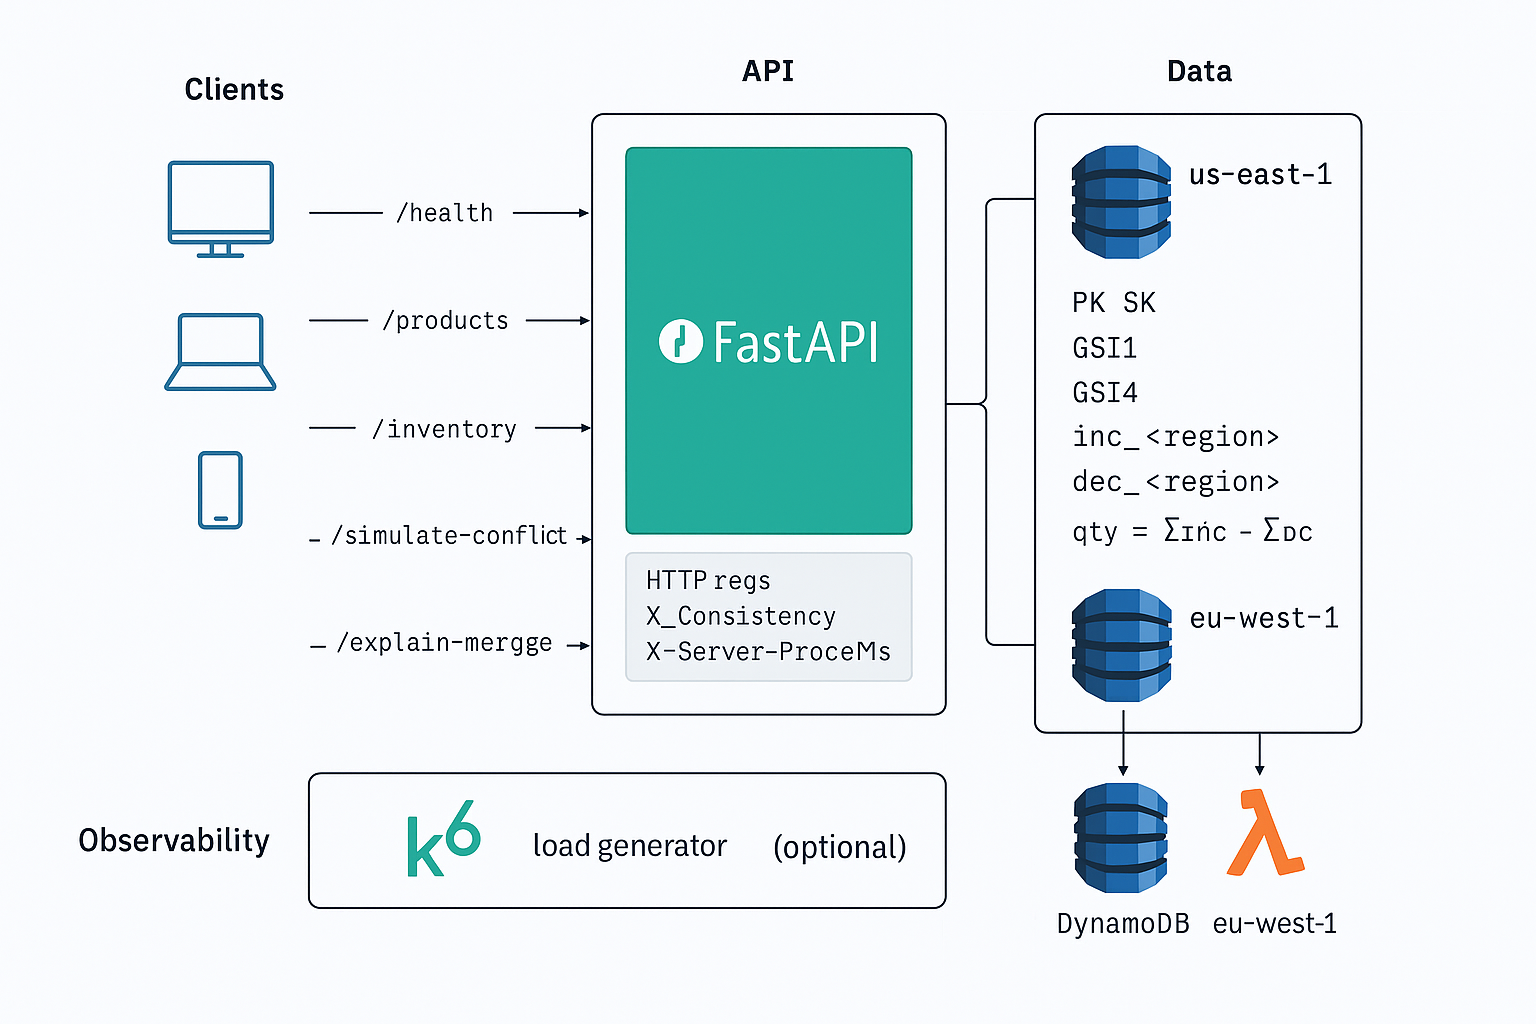 Clients
API
Data
/health
/products
/inventory
/simulate-conflict
/explain-mergge
FastAPI
HTTP regs
X_Consistency
X-Server-ProceMs
us-east-1
PK SK
GSI1
GSI4
inc_<region>
dec_<region>
qty = Σɪṅc - Σᴅc
eu-west-1
Observability
k6 load generator (optional)
DynamoDB
eu-west-1